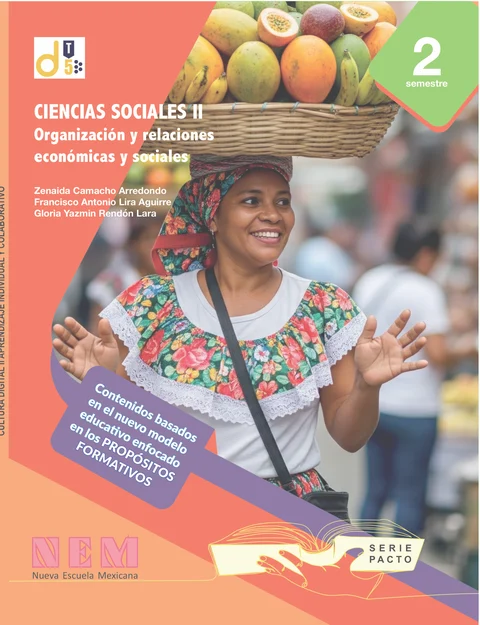 d
T
5
2
semestre
CIENCIAS SOCIALES II
Organización y relaciones
económicas y sociales
Zenaida Camacho Arredondo
Francisco Antonio Lira Aguirre
Gloria Yazmin Rendón Lara
CULTURA DIGITAL II APRENDIZAJE INDIVIDUAL Y COLABORATIVO
Contenidos basados
en el nuevo modelo
educativo enfocado
en los PROPÓSITOS
FORMATIVOS
NEM
Nueva Escuela Mexicana
SERIE
PACTO